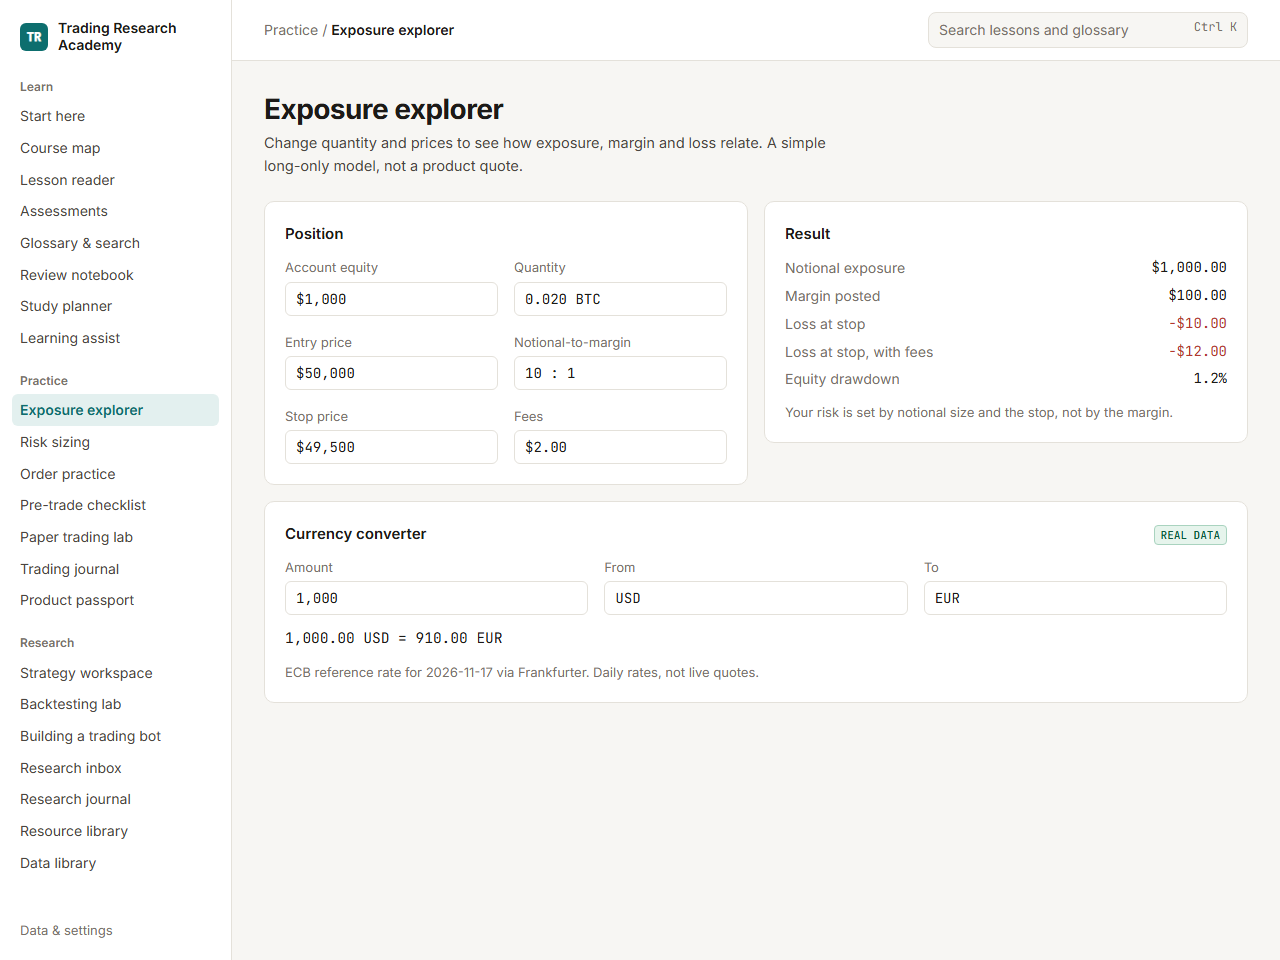 TR
Trading Research
Academy
Learn
Start here
Course map
Lesson reader
Assessments
Glossary & search
Review notebook
Study planner
Learning assist
Practice
Exposure explorer
Risk sizing
Order practice
Pre-trade checklist
Paper trading lab
Trading journal
Product passport
Research
Strategy workspace
Backtesting lab
Building a trading bot
Research inbox
Research journal
Resource library
Data library
Data & settings
Practice / Exposure explorer
Search lessons and glossary Ctrl K
Exposure explorer
Change quantity and prices to see how exposure, margin and loss relate. A simple
long-only model, not a product quote.
Position
Account equity Quantity
$1,000 0.020 BTC
Entry price Notional-to-margin
$50,000 10 : 1
Stop price Fees
$49,500 $2.00
Result
Notional exposure $1,000.00
Margin posted $100.00
Loss at stop -$10.00
Loss at stop, with fees -$12.00
Equity drawdown 1.2%
Your risk is set by notional size and the stop, not by the margin.
Currency converter REAL DATA
Amount From To
1,000 USD EUR
1,000.00 USD = 910.00 EUR
ECB reference rate for 2026-11-17 via Frankfurter. Daily rates, not live quotes.